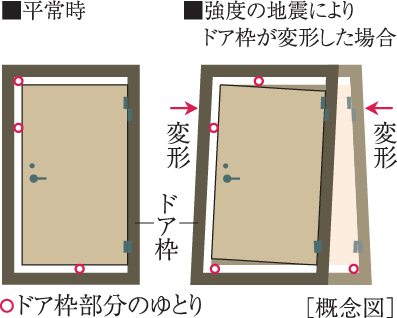 ■平常時
■強度の地震により
ドア枠が変形した場合
変形
変形
ドア枠
ドア枠部分のゆとり
［概念図］